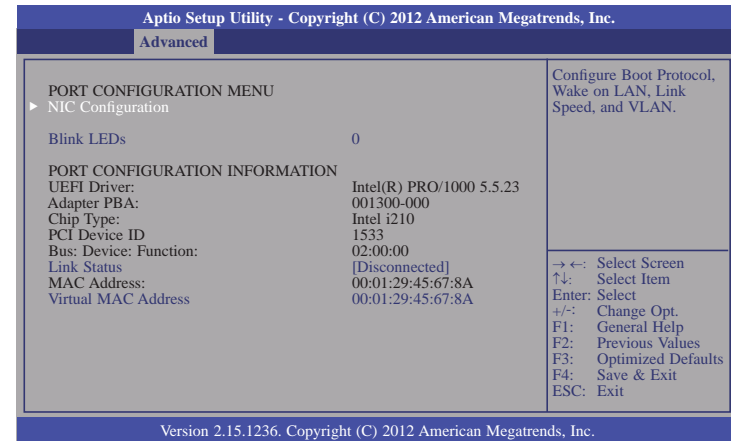 Aptio Setup Utility - Copyright (C) 2012 American Megatrends, Inc.
Advanced
PORT CONFIGURATION MENU
► NIC Configuration
Blink LEDs 0
PORT CONFIGURATION INFORMATION
UEFI Driver: Intel(R) PRO/1000 5.5.23
Adapter PBA: 001300-000
Chip Type: Intel i210
PCI Device ID 1533
Bus: Device: Function: 02:00:00
Link Status [Disconnected]
MAC Address: 00:01:29:45:67:8A
Virtual MAC Address 00:01:29:45:67:8A
Configure Boot Protocol,
Wake on LAN, Link
Speed, and VLAN.
→←: Select Screen
↑↓: Select Item
Enter: Select
+/-: Change Opt.
F1: General Help
F2: Previous Values
F3: Optimized Defaults
F4: Save & Exit
ESC: Exit
Version 2.15.1236. Copyright (C) 2012 American Megatrends, Inc.